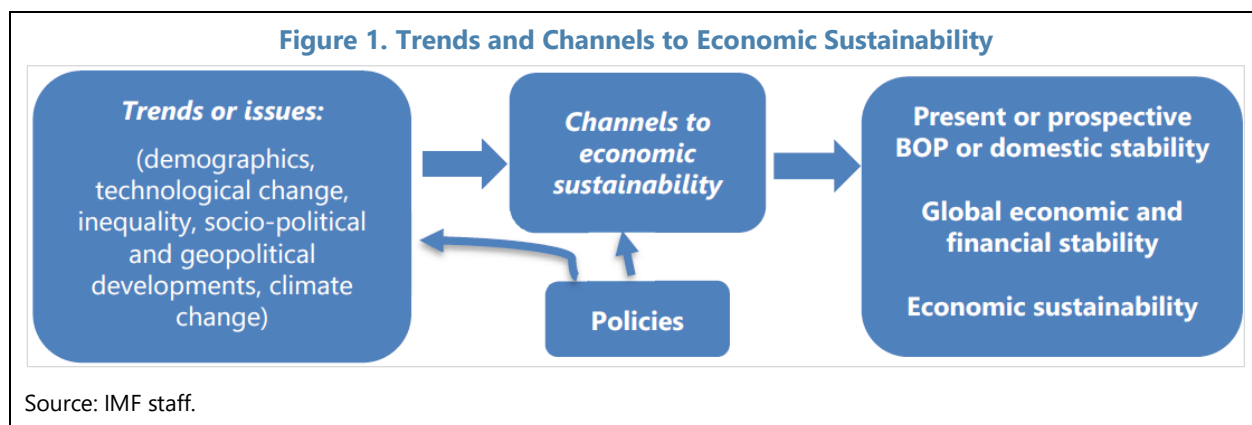 Figure 1. Trends and Channels to Economic Sustainability
Trends or issues:
(demographics,
technological change,
inequality, socio-political
and geopolitical
developments, climate
change)
Channels to
economic
sustainability
Policies
Present or prospective
BOP or domestic stability
Global economic and
financial stability
Economic sustainability
Source: IMF staff.